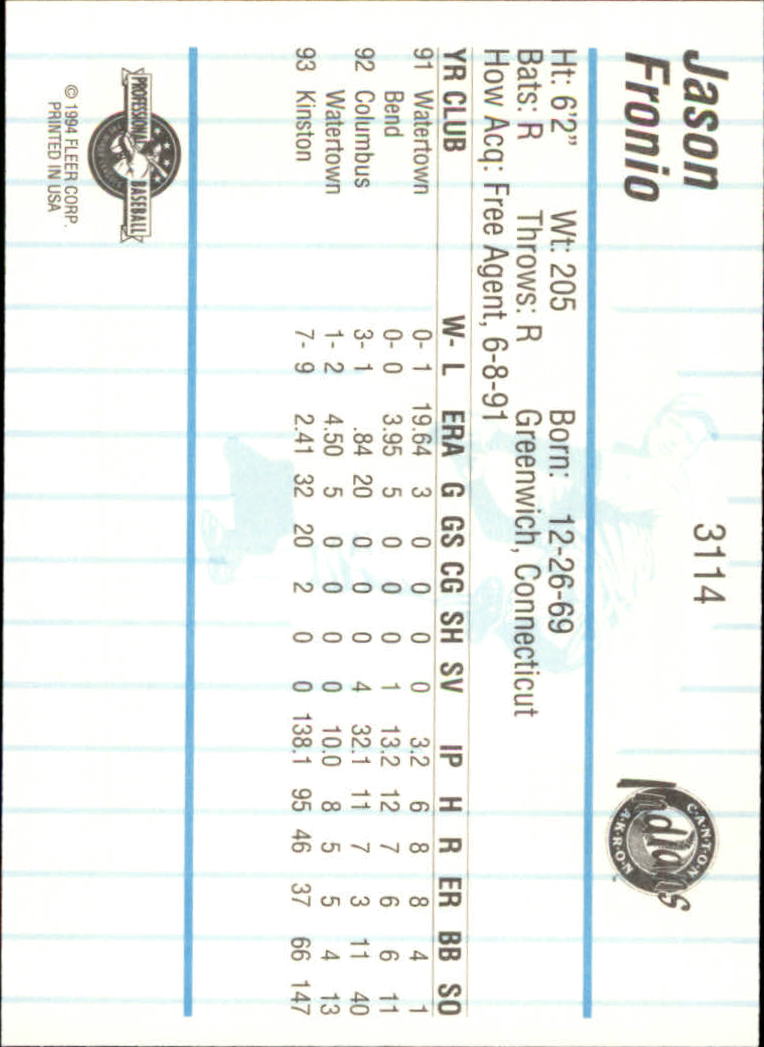 Jason
Fronio
3114
CANTON
Indians
AKRON
Ht: 6'2" Wt: 205 Born: 12-26-69
Bats: R Throws: R Greenwich, Connecticut
How Acq: Free Agent, 6-8-91
YR CLUB W- L ERA G GS CG SH SV IP H R ER BB SO
91 Watertown 0- 1 19.64 3 0 0 0 0 3.2 6 8 8 4 1
Bend 0- 0 3.95 5 0 0 0 1 13.2 12 7 6 6 11
92 Columbus 3- 1 .84 20 0 0 0 4 32.1 11 7 3 11 40
Watertown 1- 2 4.50 5 0 0 0 0 10.0 8 5 5 4 13
93 Kinston 7- 9 2.41 32 20 2 0 0 138.1 95 46 37 66 147
PROFESSIONAL BASEBALL
© 1994 FLEER CORP.
PRINTED IN USA